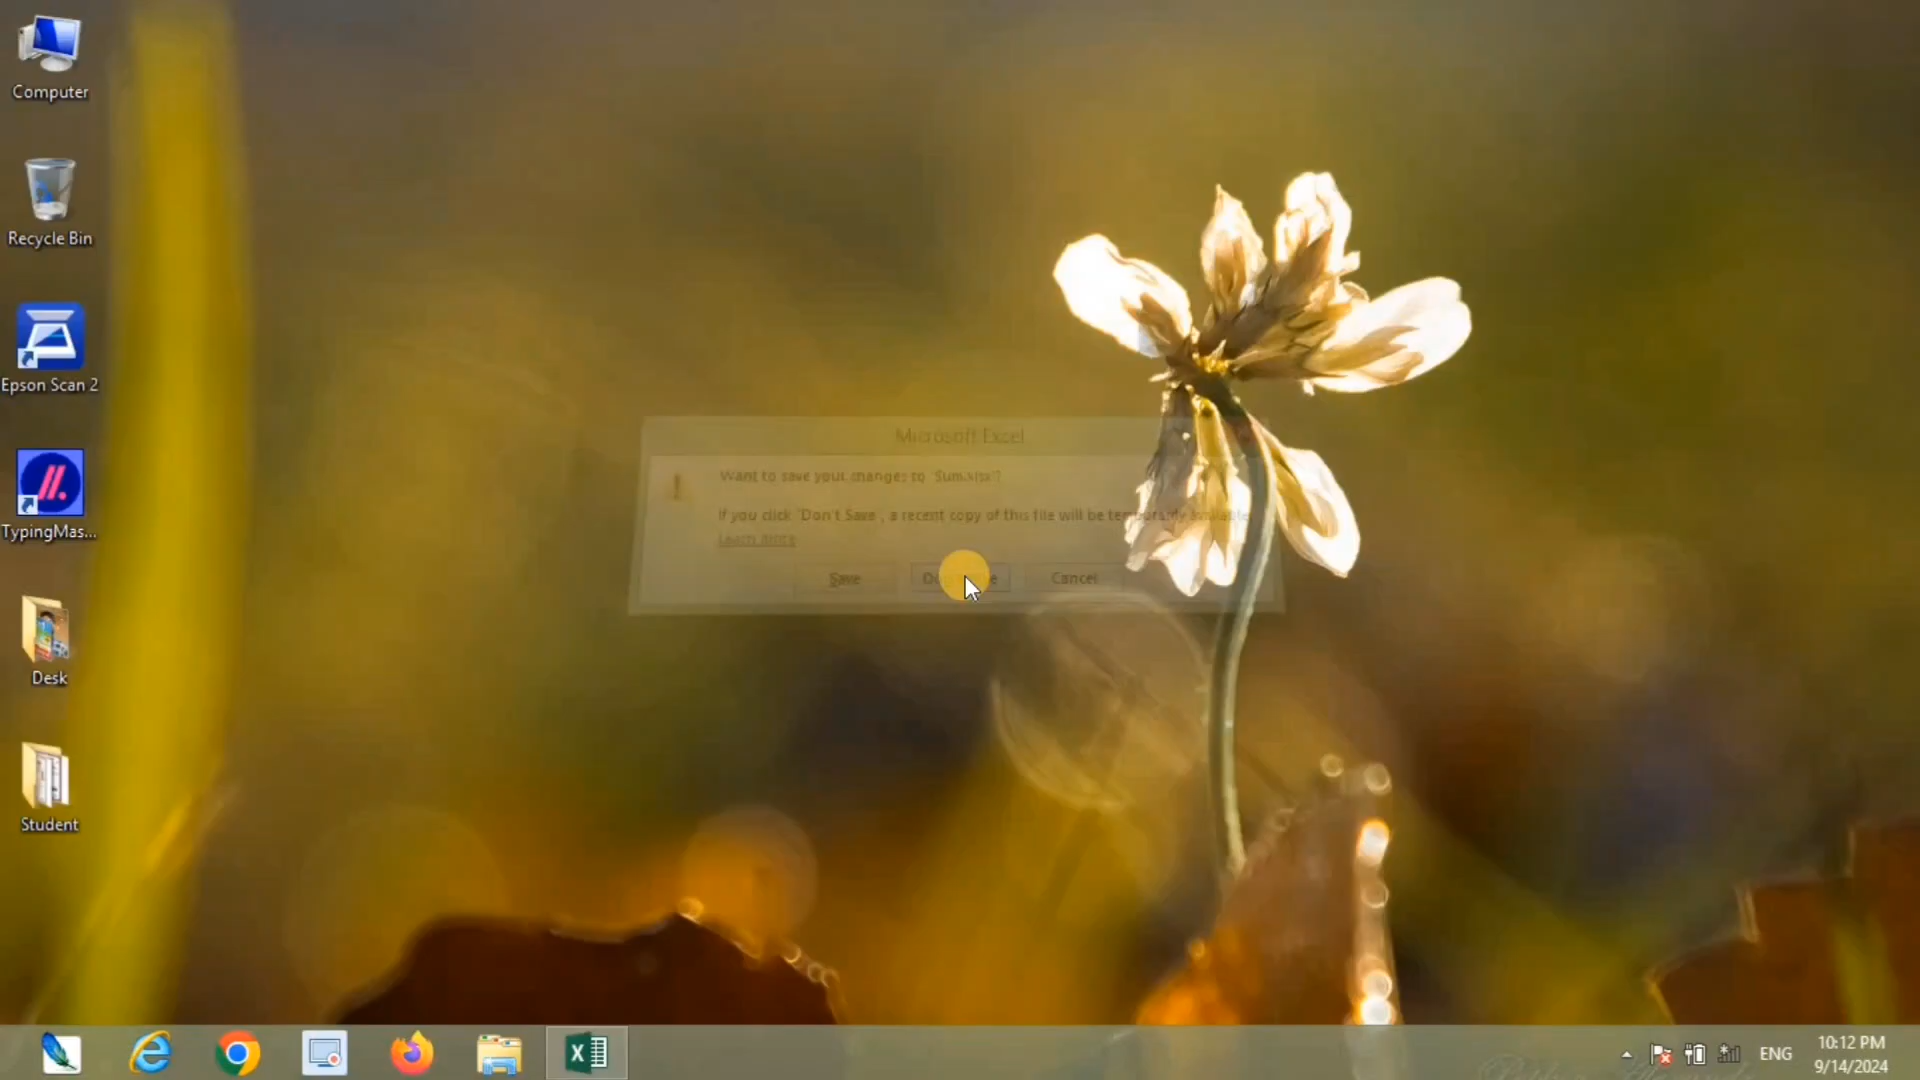 Computer
Recycle Bin
Epson Scan 2
TypingMas...
Desk
Student
Microsoft Excel
Want to save your changes to 'Sum.xlsx'?
If you click "Don't Save", a recent copy of this file will be temporarily available.
Learn more
Save
Cancel
ENG
10:12 PM
9/14/2024